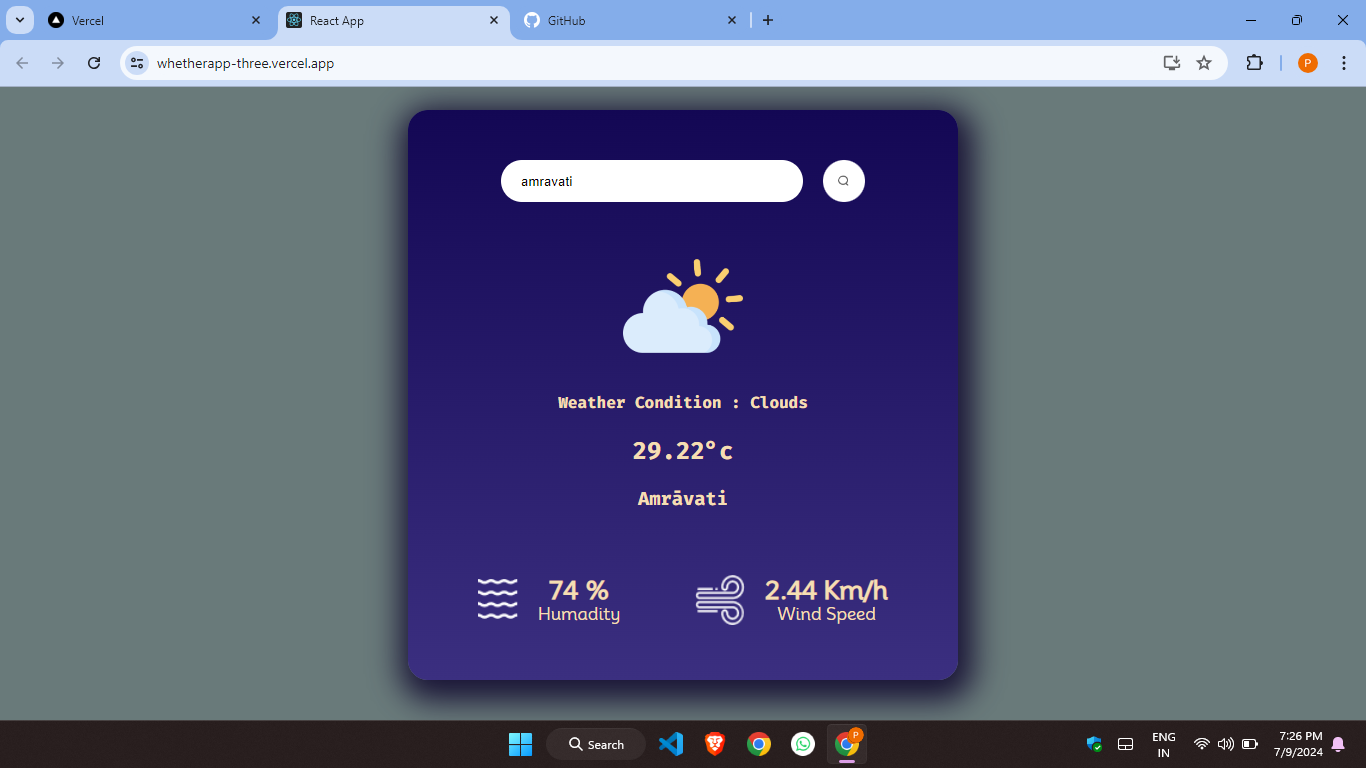 Vercel
React App
GitHub
whetherapp-three.vercel.app
P
amravati
Weather Condition : Clouds
29.22°c
Amrāvati
74 %
Humadity
2.44 Km/h
Wind Speed
Search
P
ENG
IN
7:26 PM
7/9/2024